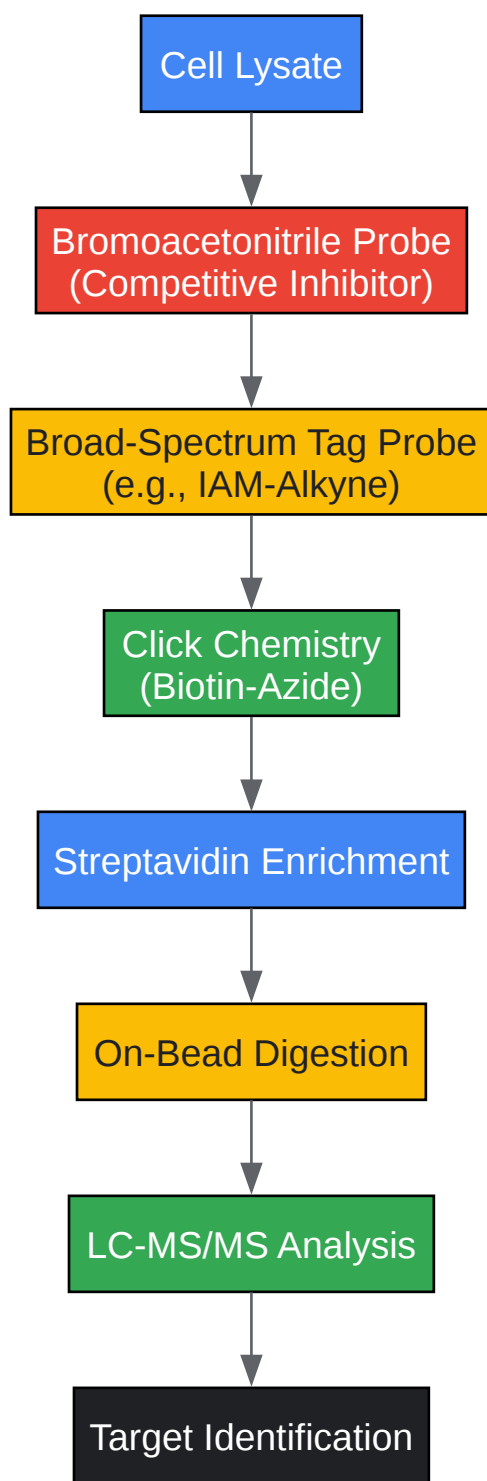 Cell Lysate
Bromoacetonitrile Probe
(Competitive Inhibitor)
Broad-Spectrum Tag Probe
(e.g., IAM-Alkyne)
Click Chemistry
(Biotin-Azide)
Streptavidin Enrichment
On-Bead Digestion
LC-MS/MS Analysis
Target Identification